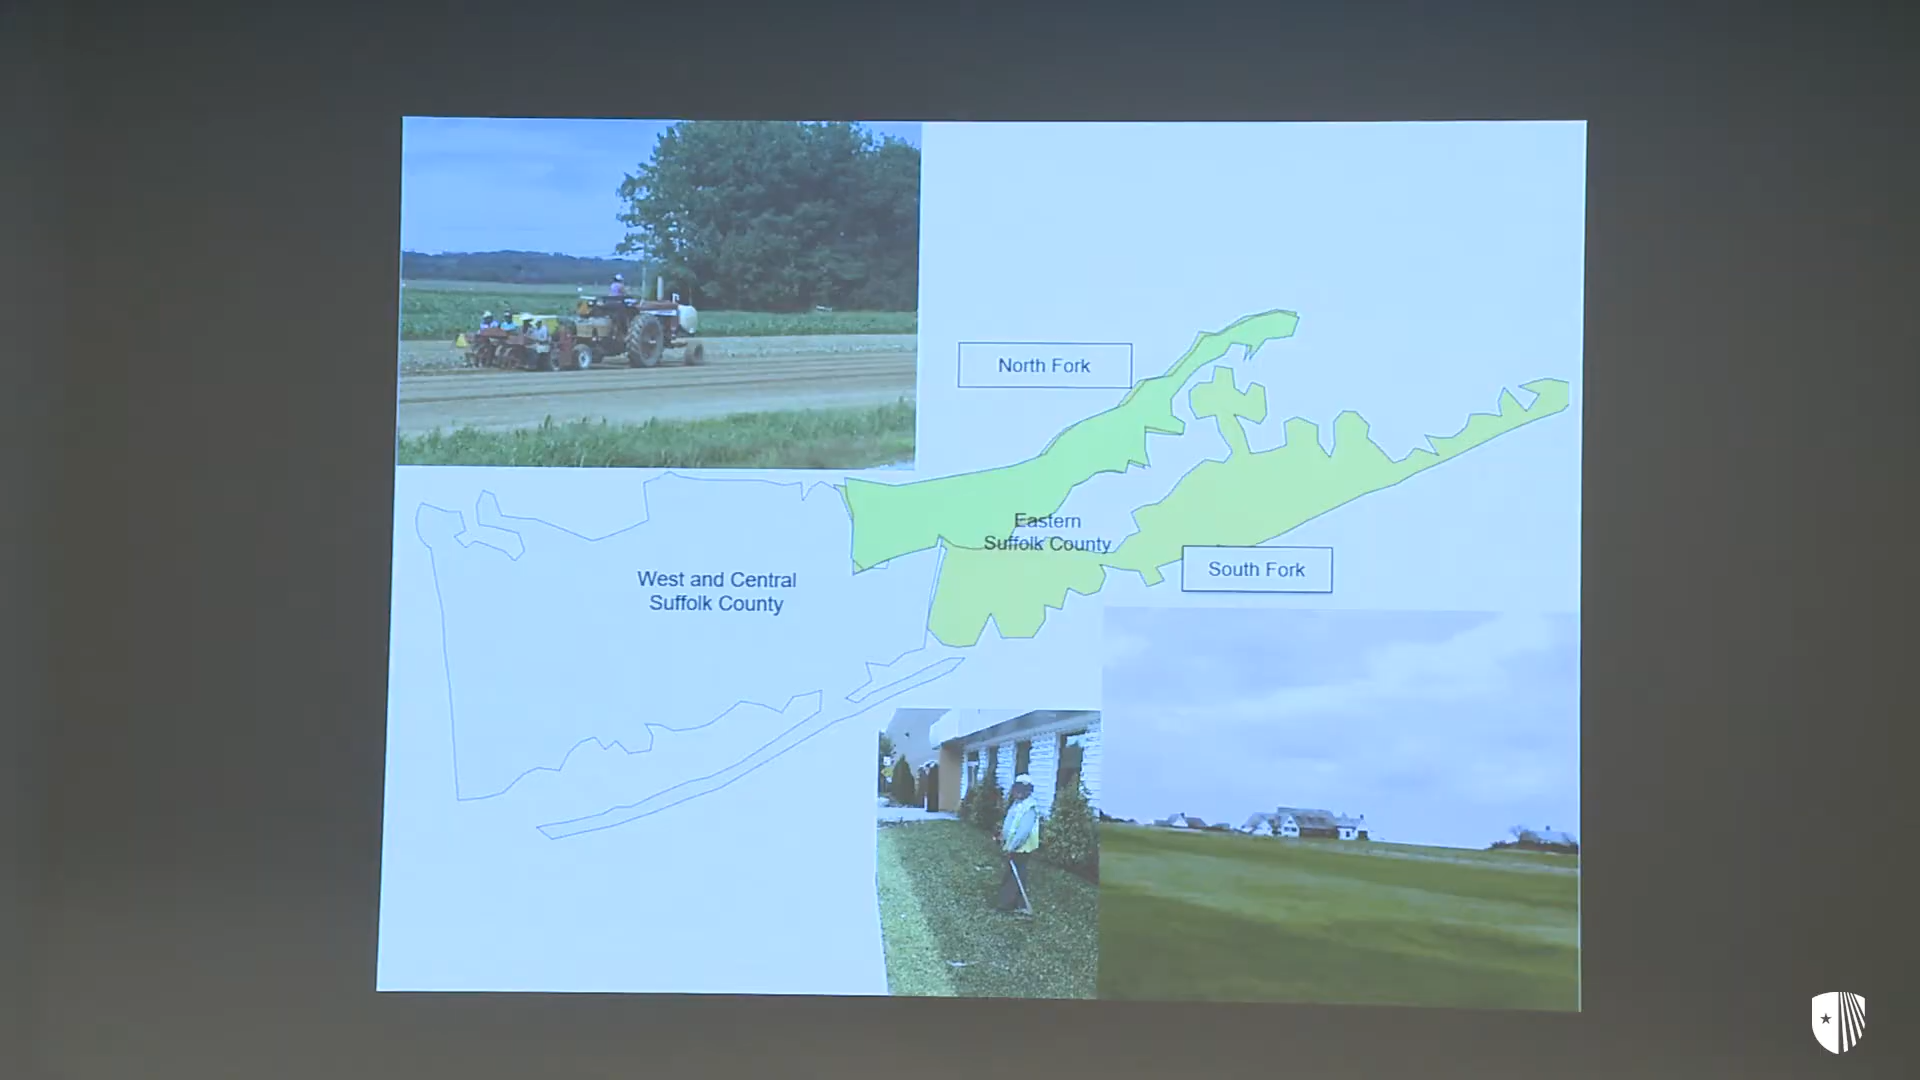 North Fork
Eastern
Suffolk County
South Fork
West and Central
Suffolk County